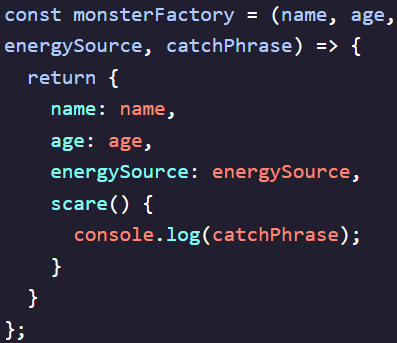 const monsterFactory = (name, age,
energySource, catchPhrase) => {
  return {
    name: name,
    age: age,
    energySource: energySource,
    scare() {
      console.log(catchPhrase);
    }
  }
};